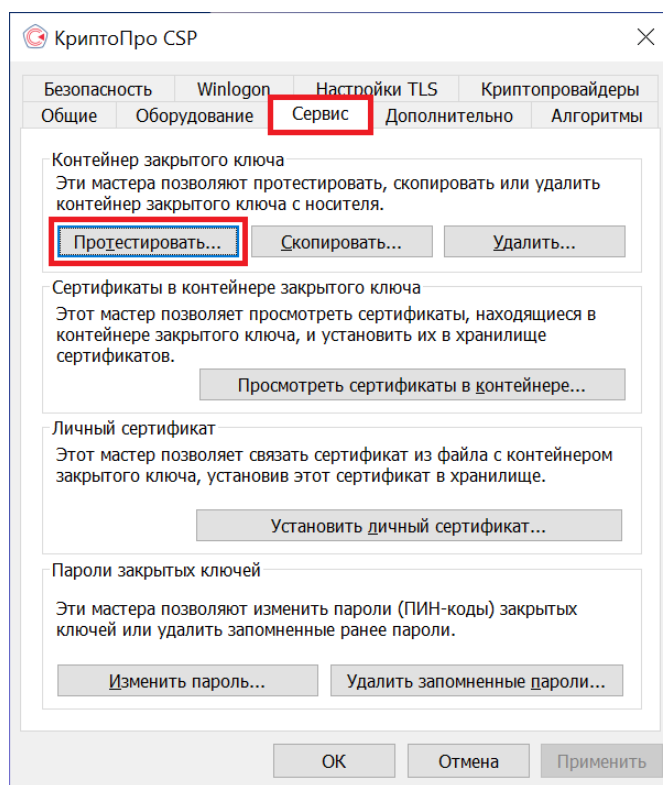 КриптоПро CSP
Безопасность Winlogon Настройки TLS Криптопровайдеры
Общие Оборудование Сервис Дополнительно Алгоритмы
Контейнер закрытого ключа
Эти мастера позволяют протестировать, скопировать или удалить
контейнер закрытого ключа с носителя.
Протестировать... Скопировать... Удалить...
Сертификаты в контейнере закрытого ключа
Этот мастер позволяет просмотреть сертификаты, находящиеся в
контейнере закрытого ключа, и установить их в хранилище
сертификатов.
Просмотреть сертификаты в контейнере...
Личный сертификат
Этот мастер позволяет связать сертификат из файла с контейнером
закрытого ключа, установив этот сертификат в хранилище.
Установить личный сертификат...
Пароли закрытых ключей
Эти мастера позволяют изменить пароли (ПИН-коды) закрытых
ключей или удалить запомненные ранее пароли.
Изменить пароль... Удалить запомненные пароли...
ОК Отмена Применить